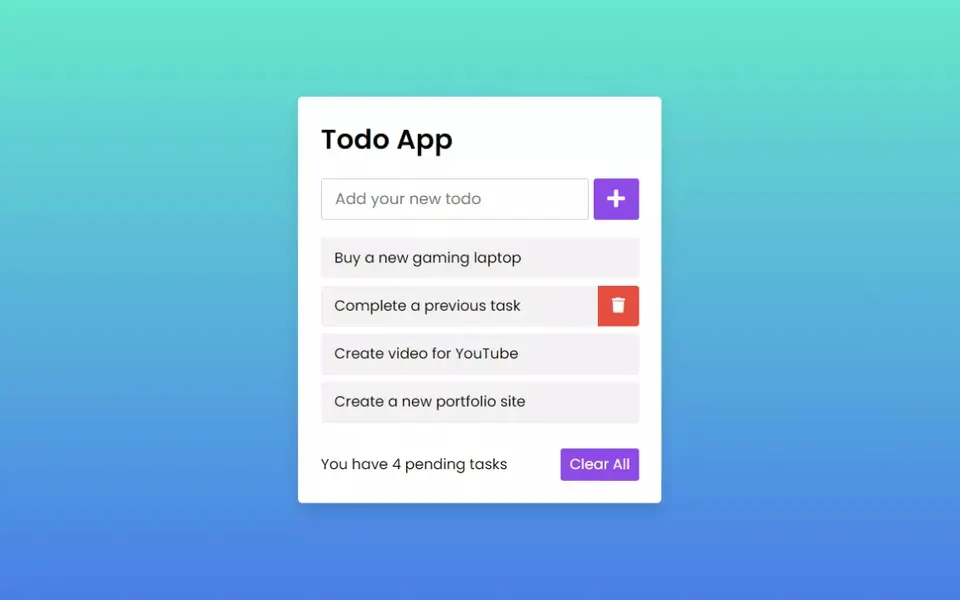 Todo App
Add your new todo
Buy a new gaming laptop
Complete a previous task
Create video for YouTube
Create a new portfolio site
You have 4 pending tasks
Clear All